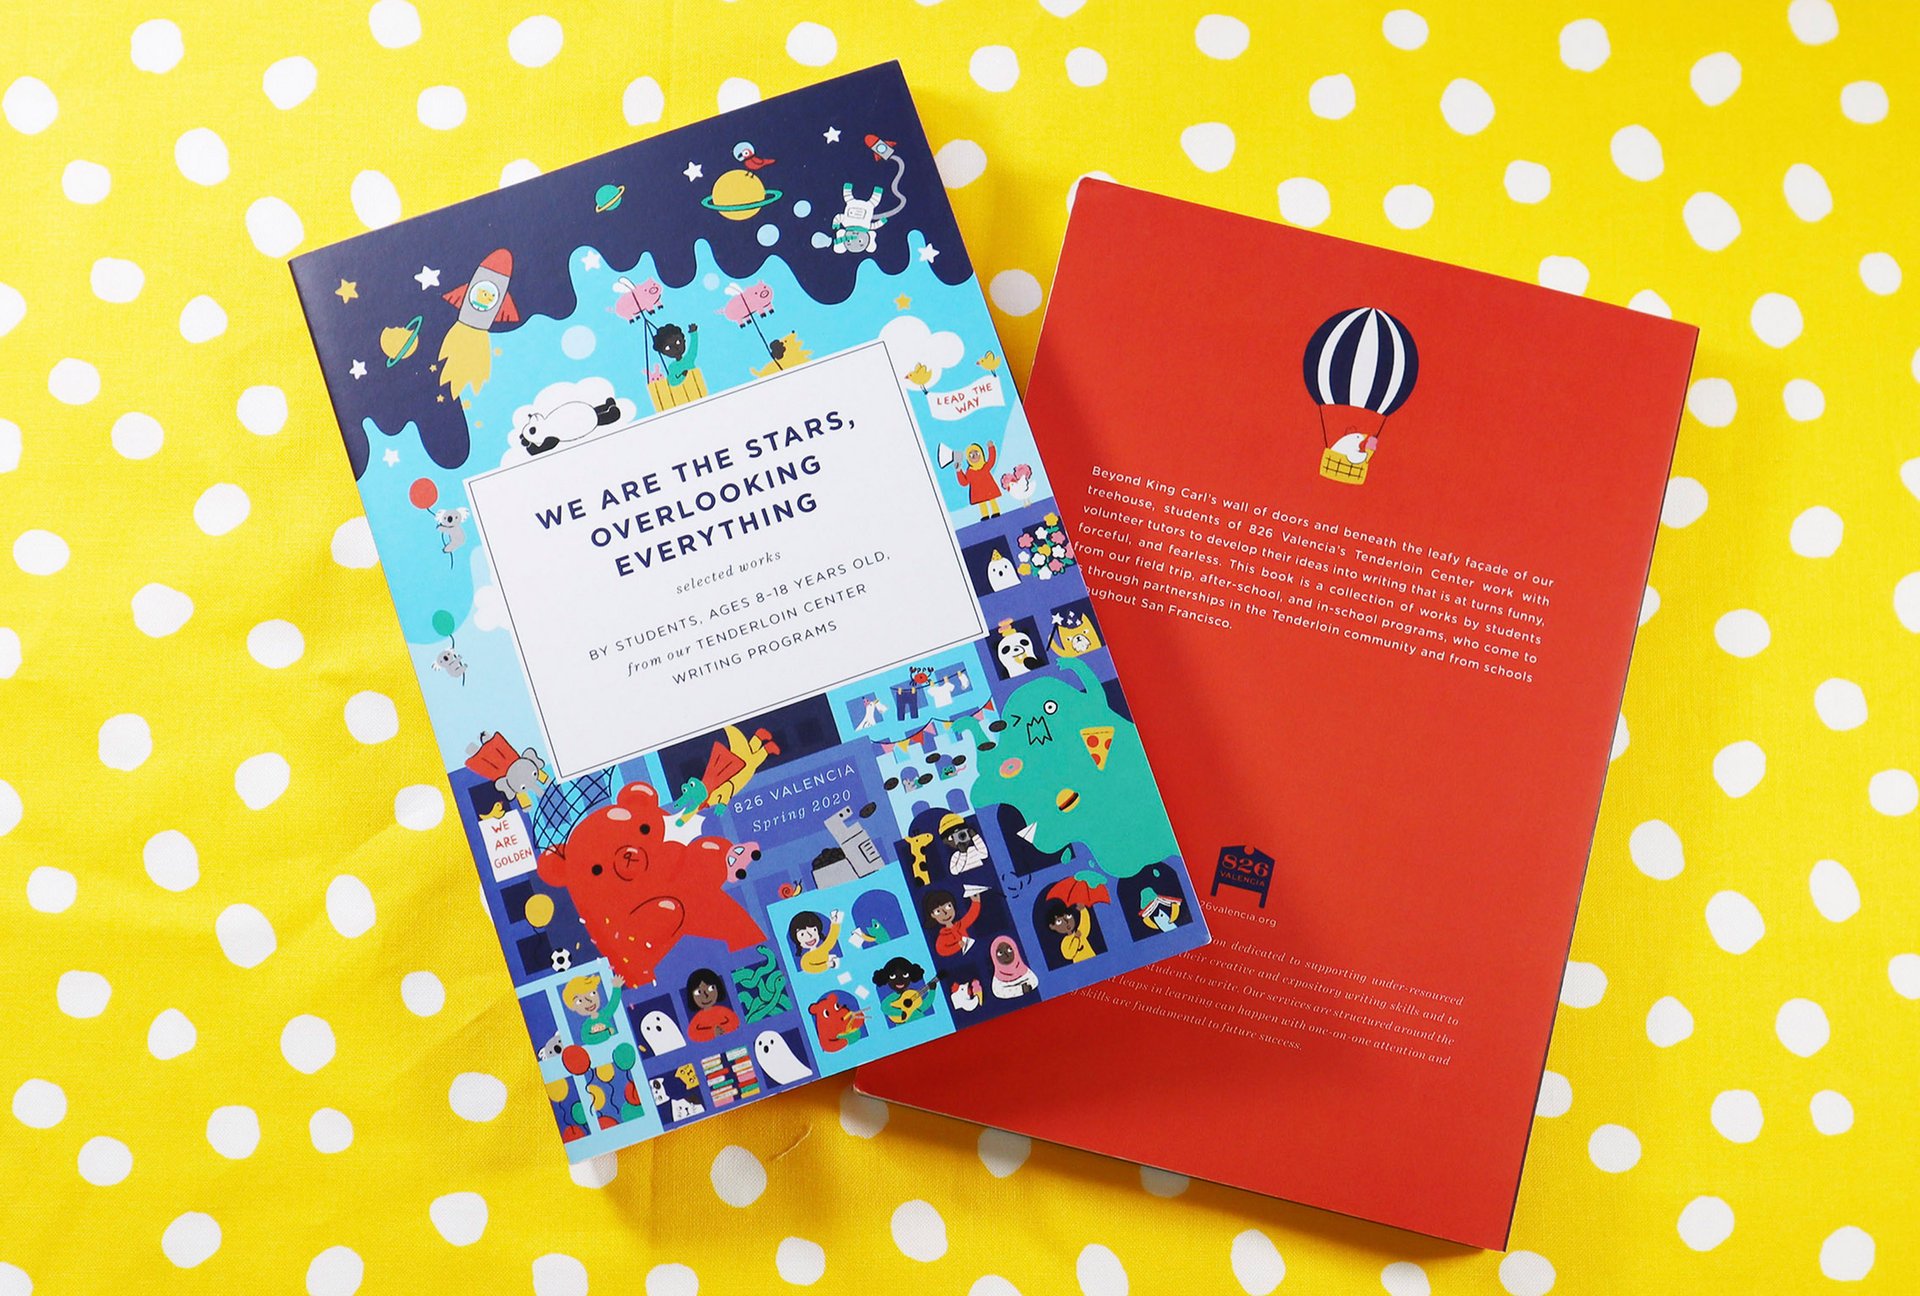 LEAD THE
WAY
WE ARE THE STARS,
OVERLOOKING
EVERYTHING
selected works
BY STUDENTS, AGES 8–18 YEARS OLD,
from our TENDERLOIN CENTER
WRITING PROGRAMS
826 VALENCIA
Spring 2020
WE
ARE
GOLDEN
Beyond King Carl's wall of doors and beneath the leafy façade of our
treehouse, students of 826 Valencia's Tenderloin Center work with
volunteer tutors to develop their ideas into writing that is at turns funny,
forceful, and fearless. This book is a collection of works by students
from our field trip, after-school, and in-school programs, who come to
through partnerships in the Tenderloin community and from schools
San Francisco.
826
VALENCIA
dedicated to supporting under-resourced
creative and expository writing skills and to
students to write. Our services are structured around the
leaps in learning can happen with one-on-one attention and
skills are fundamental to future success.